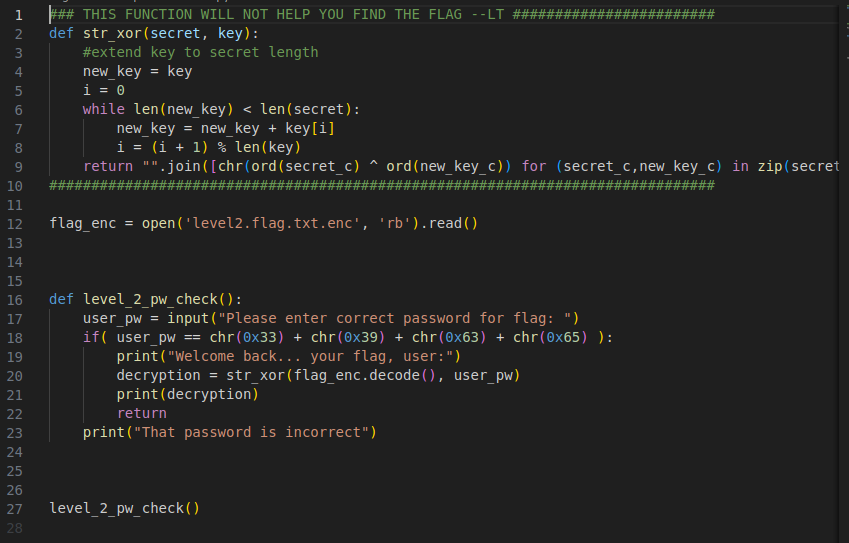 1 ### THIS FUNCTION WILL NOT HELP YOU FIND THE FLAG --LT ########################
2 def str_xor(secret, key):
3     #extend key to secret length
4     new_key = key
5     i = 0
6     while len(new_key) < len(secret):
7         new_key = new_key + key[i]
8         i = (i + 1) % len(key)
9     return "".join([chr(ord(secret_c) ^ ord(new_key_c)) for (secret_c,new_key_c) in zip(secret
10 ###############################################################################
11
12 flag_enc = open('level2.flag.txt.enc', 'rb').read()
13
14
15
16 def level_2_pw_check():
17     user_pw = input("Please enter correct password for flag: ")
18     if( user_pw == chr(0x33) + chr(0x39) + chr(0x63) + chr(0x65) ):
19         print("Welcome back... your flag, user:")
20         decryption = str_xor(flag_enc.decode(), user_pw)
21         print(decryption)
22         return
23     print("That password is incorrect")
24
25
26
27 level_2_pw_check()
28